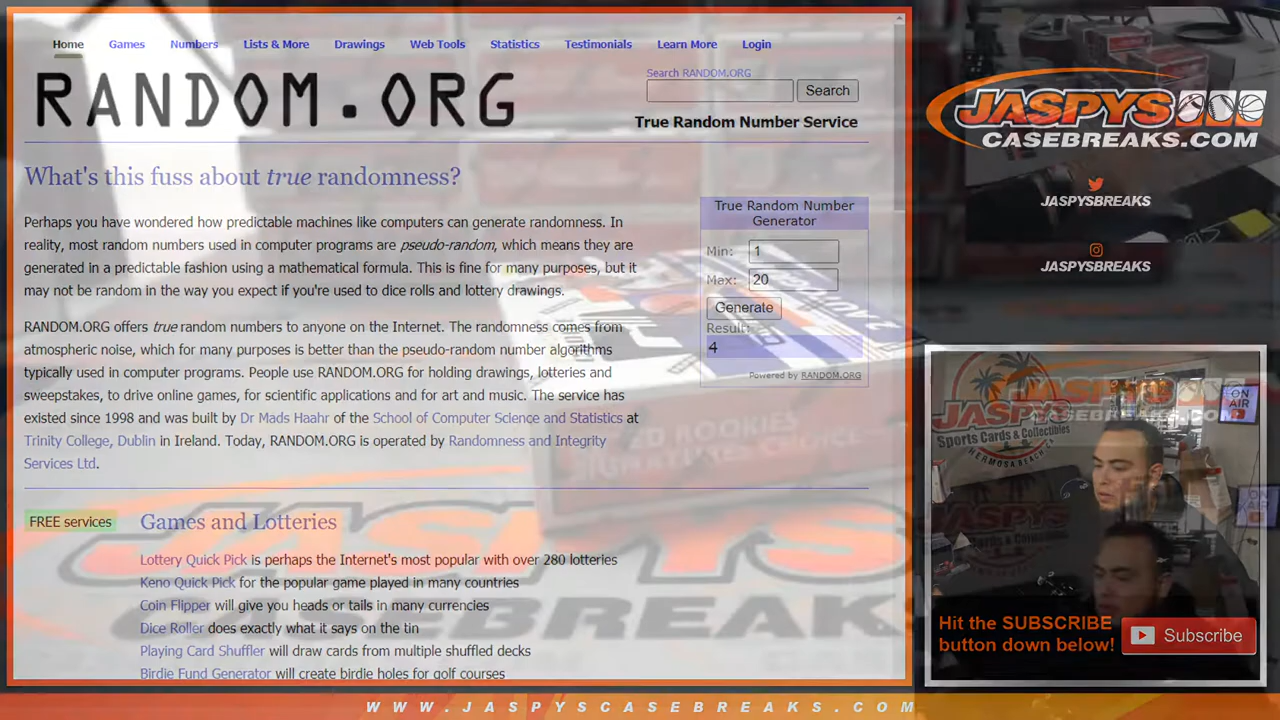 Home Games Numbers Lists & More Drawings Web Tools Statistics Testimonials Learn More Login
RANDOM.ORG
Search RANDOM.ORG
Search
True Random Number Service
What's this fuss about true randomness?
Perhaps you have wondered how predictable machines like computers can generate randomness. In
reality, most random numbers used in computer programs are pseudo-random, which means they are
generated in a predictable fashion using a mathematical formula. This is fine for many purposes, but it
may not be random in the way you expect if you're used to dice rolls and lottery drawings.
RANDOM.ORG offers true random numbers to anyone on the Internet. The randomness comes from
atmospheric noise, which for many purposes is better than the pseudo-random number algorithms
typically used in computer programs. People use RANDOM.ORG for holding drawings, lotteries and
sweepstakes, to drive online games, for scientific applications and for art and music. The service has
existed since 1998 and was built by Dr Mads Haahr of the School of Computer Science and Statistics at
Trinity College, Dublin in Ireland. Today, RANDOM.ORG is operated by Randomness and Integrity
Services Ltd.
True Random Number
Generator
Min: 1
Max: 20
Generate
Result:
4
Powered by RANDOM.ORG
FREE services
Games and Lotteries
Lottery Quick Pick is perhaps the Internet's most popular with over 280 lotteries
Keno Quick Pick for the popular game played in many countries
Coin Flipper will give you heads or tails in many currencies
Dice Roller does exactly what it says on the tin
Playing Card Shuffler will draw cards from multiple shuffled decks
Birdie Fund Generator will create birdie holes for golf courses
JASPYS
CASEBREAKS
JASPYS
CASEBREAKS.COM
JASPYSBREAKS
JASPYSBREAKS
JASPYS
CASEBREAKS.COM
JASPYS
Sports Cards & Collectibles
HERMOSA BEACH, CA
ON
AIR
Hit the SUBSCRIBE
button down below!
Subscribe
WWW.JASPYSCASEBREAKS.COM